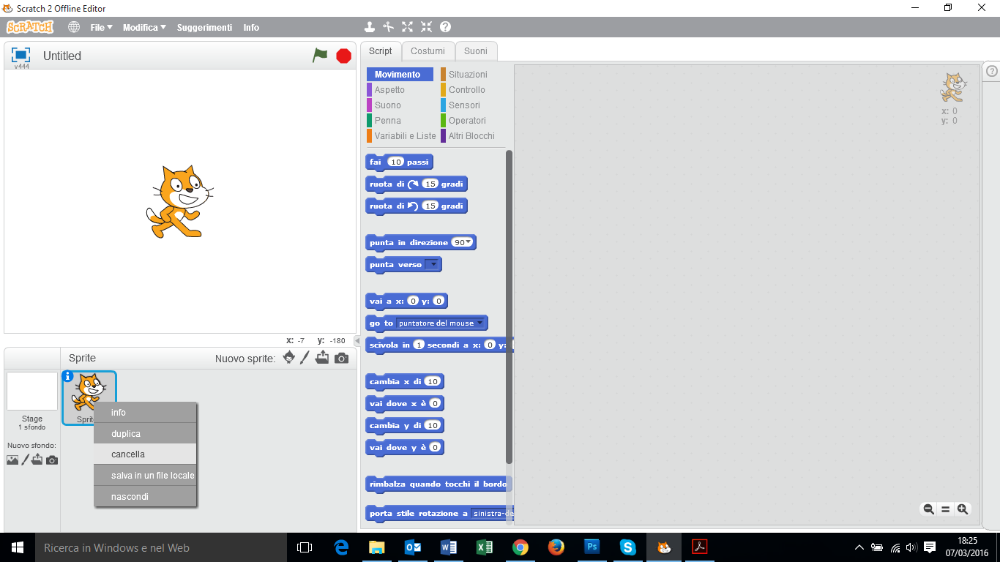 Scratch 2 Offline Editor
SCRATCH File Modifica Suggerimenti Info
Untitled
v444
Script Costumi Suoni
Movimento Situazioni
Aspetto Controllo
Suono Sensori
Penna Operatori
Variabili e Liste Altri Blocchi
fai 10 passi
ruota di 15 gradi
ruota di 15 gradi
punta in direzione 90
punta verso
vai a x: 0 y: 0
go to puntatore del mouse
scivola in 1 secondi a x: 0 y:
cambia x di 10
vai dove x è 0
cambia y di 10
vai dove y è 0
rimbalza quando tocchi il bordo
porta stile rotazione a sinistra-de
x: 0
y: 0
x: -7 y: -180
Sprite Nuovo sprite:
Stage
1 sfondo
Nuovo sfondo:
Sprite
info
duplica
cancella
salva in un file locale
nascondi
Ricerca in Windows e nel Web
18:25
07/03/2016